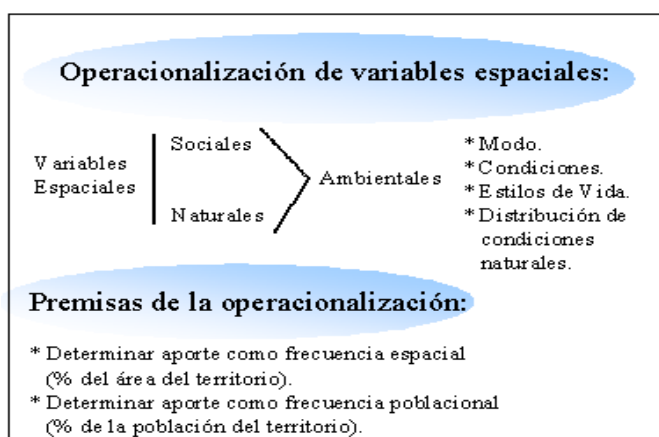 Operacionalización de variables espaciales:
Variables
Espaciales
Sociales
Naturales
Ambientales
* Modo.
* Condiciones.
* Estilos de Vida.
* Distribución de
condiciones
naturales.
Premisas de la operacionalización:
* Determinar aporte como frecuencia espacial
(% del área del territorio).
* Determinar aporte como frecuencia poblacional
(% de la población del territorio).